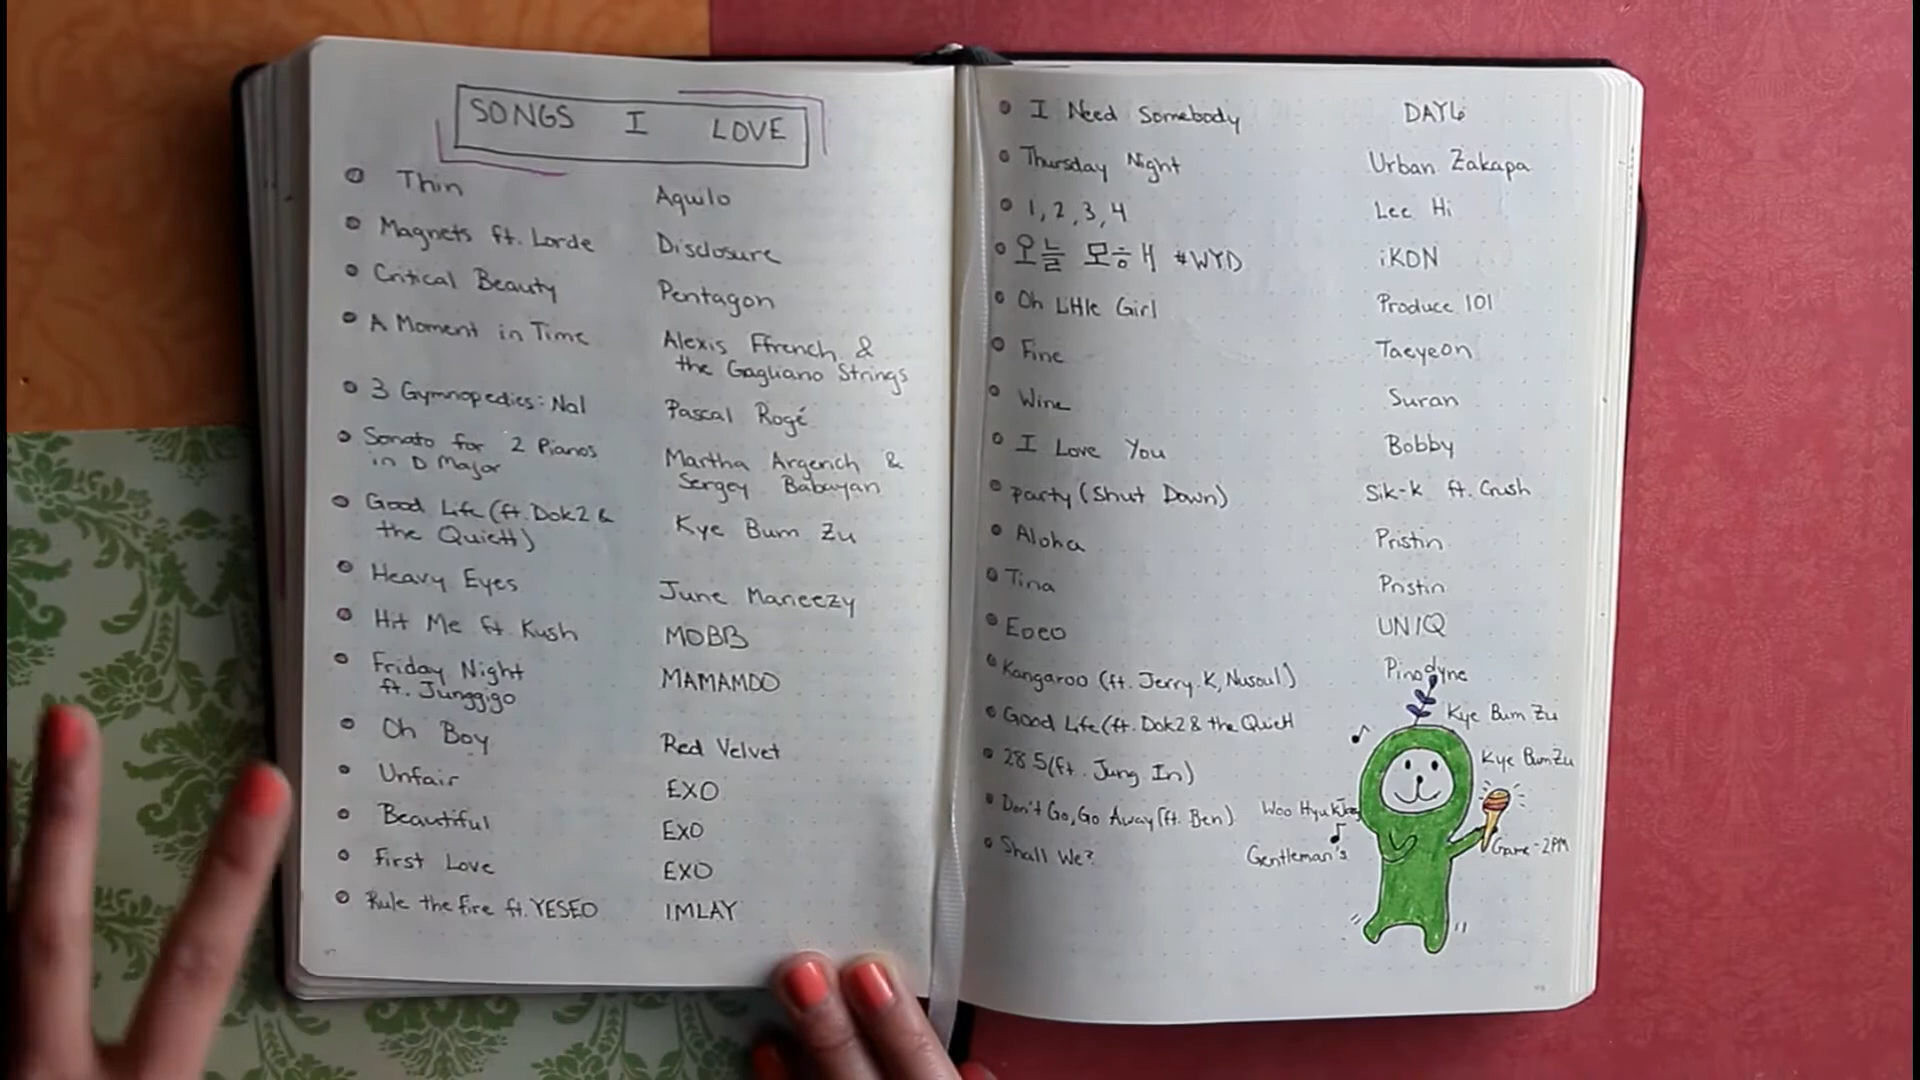 SONGS I LOVE
Thin Aquilo
Magnets ft. Lorde Disclosure
Critical Beauty Pentagon
A Moment in Time Alexis Ffrench &
the Gagliano Strings
3 Gymnopedies: No1 Pascal Rogé
Sonato for 2 Pianos
in D Major
Martha Argerich &
Sergey Babayan
Good Life (ft. Dok2 &
the Quiett)
Kye Bum Zu
Heavy Eyes June Marieezy
Hit Me ft. Kush MOBB
Friday Night
ft. Junggigo
MAMAMOO
Oh Boy Red Velvet
Unfair EXO
Beautiful EXO
First Love EXO
Rule the fire ft. YESEO IMLAY
I Need Somebody DAY6
Thursday Night Urban Zakapa
1, 2, 3, 4 Lee Hi
오늘 모해 #WYD iKON
Oh Little Girl Produce 101
Fine Taeyeon
Wine Suran
I Love You Bobby
Party (Shut Down) Sik-k ft. Crush
Aloha Pristin
Tina Pristin
Eoeo UNIQ
Kangaroo (ft. Jerry.K, Nusoul) Pinodyne
Good Life (ft. Dok2 & the Quiett Kye Bum Zu
28.5 (ft. Jung In) Kye Bum Zu
Don't Go, Go Away (ft. Ben) Woo Hyuk
Shall We? Gentleman's Game - 2PM